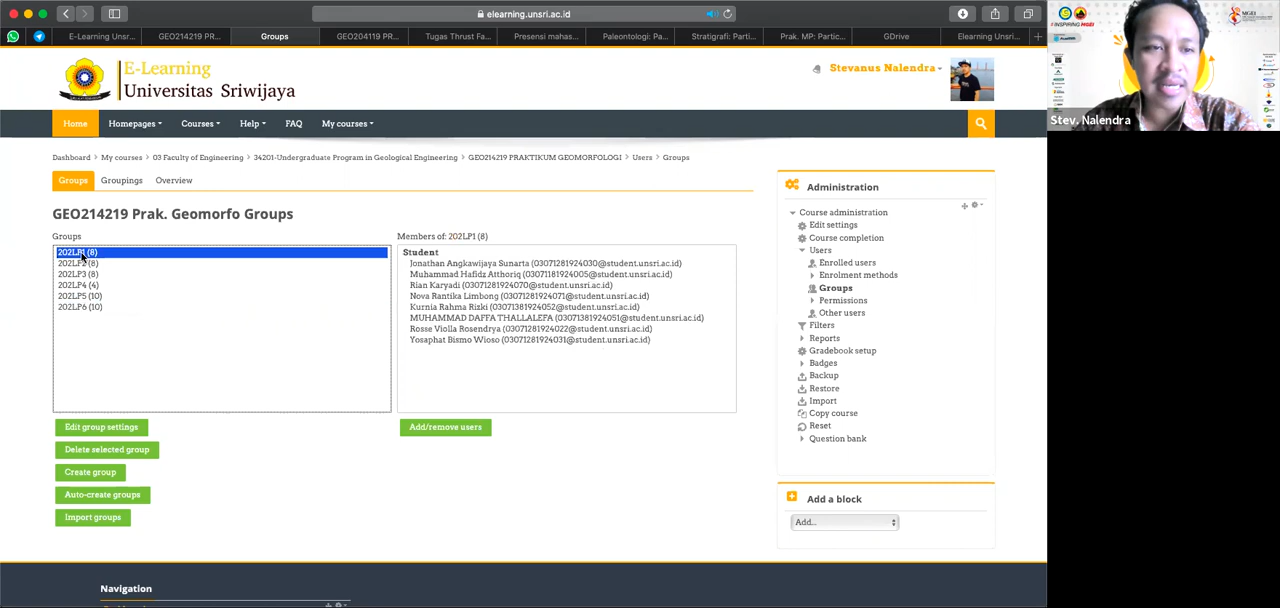 elearning.unsri.ac.id
E-Learning Unsr...
GEO214219 PR...
Groups
GEO204119 PR...
Tugas Thrust Fa...
Presensi mahas...
Paleontologi: Pa...
Stratigrafi: Parti...
Prak. MP: Partic...
GDrive
Elearning Unsri...
E-Learning
Universitas Sriwijaya
Stevanus Nalendra
Home
Homepages
Courses
Help
FAQ
My courses
Dashboard > My courses > 03 Faculty of Engineering > 34201-Undergraduate Program in Geological Engineering > GEO214219 PRAKTIKUM GEOMORFOLOGI > Users > Groups
Groups
Groupings
Overview
GEO214219 Prak. Geomorfo Groups
Groups
202LP1 (8)
202LP2 (8)
202LP3 (8)
202LP4 (4)
202LP5 (10)
202LP6 (10)
Edit group settings
Delete selected group
Create group
Auto-create groups
Import groups
Members of: 202LP1 (8)
Student
Jonathan Angkawijaya Sunarta (03071281924030@student.unsri.ac.id)
Muhammad Hafidz Atthoriq (03071181924005@student.unsri.ac.id)
Rian Karyadi (03071281924070@student.unsri.ac.id)
Nova Rantika Limbong (03071281924071@student.unsri.ac.id)
Kurnia Rahma Rizki (03071381924052@student.unsri.ac.id)
MUHAMMAD DAFFA THALLALEFA (03071381924051@student.unsri.ac.id)
Rosse Violla Rosendrya (03071281924022@student.unsri.ac.id)
Yosaphat Bismo Wioso (03071281924031@student.unsri.ac.id)
Add/remove users
Administration
Course administration
Edit settings
Course completion
Users
Enrolled users
Enrolment methods
Groups
Permissions
Other users
Filters
Reports
Gradebook setup
Badges
Backup
Restore
Import
Copy course
Reset
Question bank
Add a block
Add...
Navigation
Stev. Nalendra